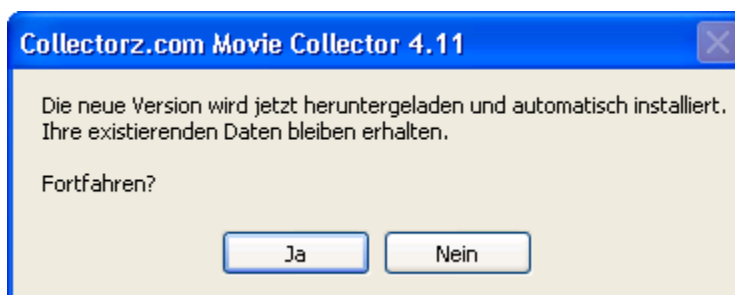 Collectorz.com Movie Collector 4.11
Die neue Version wird jetzt heruntergeladen und automatisch installiert.
Ihre existierenden Daten bleiben erhalten.
Fortfahren?
Ja
Nein